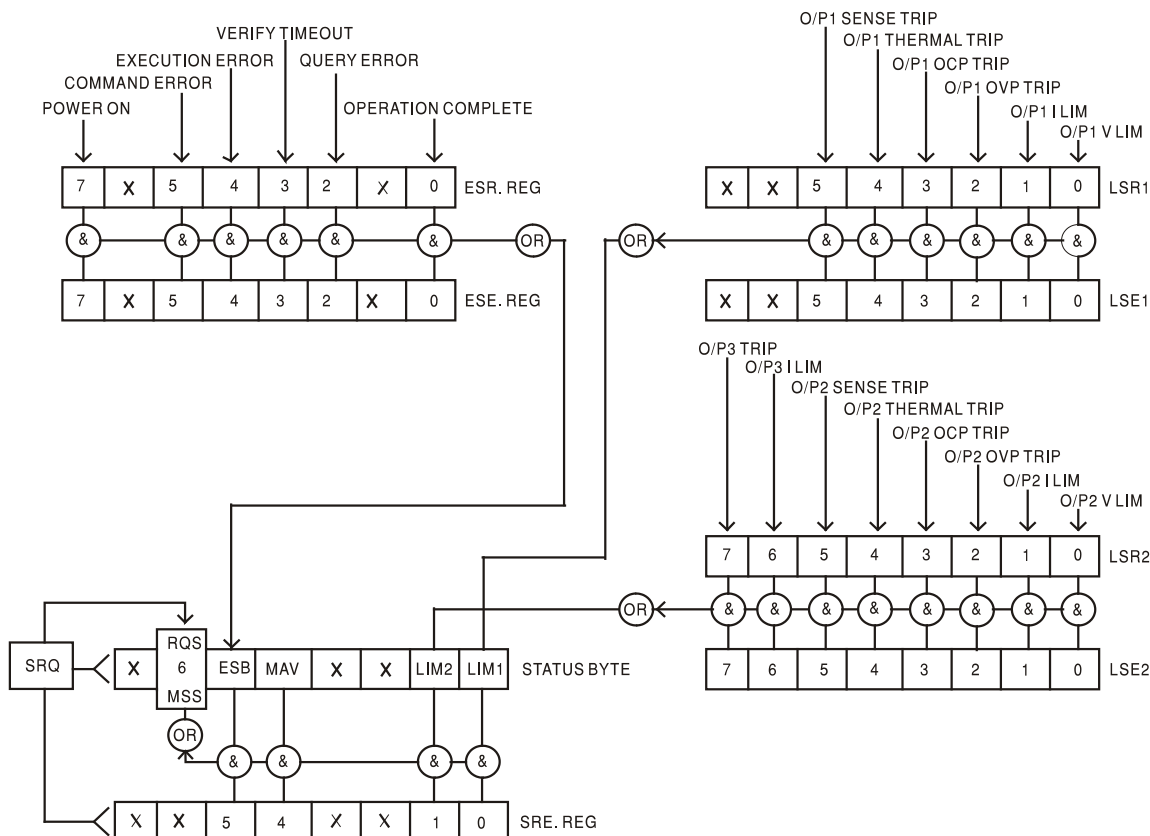 VERIFY TIMEOUT
EXECUTION ERROR
QUERY ERROR
COMMAND ERROR
POWER ON
OPERATION COMPLETE
7 X 5 4 3 2 X 0 ESR. REG
& & & & & & OR
7 X 5 4 3 2 X 0 ESE. REG
O/P1 SENSE TRIP
O/P1 THERMAL TRIP
O/P1 OCP TRIP
O/P1 OVP TRIP
O/P1 I LIM
O/P1 V LIM
X X 5 4 3 2 1 0 LSR1
OR & & & & & &
X X 5 4 3 2 1 0 LSE1
O/P3 TRIP
O/P3 I LIM
O/P2 SENSE TRIP
O/P2 THERMAL TRIP
O/P2 OCP TRIP
O/P2 OVP TRIP
O/P2 I LIM
O/P2 V LIM
7 6 5 4 3 2 1 0 LSR2
OR & & & & & & & &
7 6 5 4 3 2 1 0 LSE2
RQS
SRQ X 6 ESB MAV X X LIM2 LIM1 STATUS BYTE
MSS
OR
& & & &
X X 5 4 X X 1 0 SRE. REG